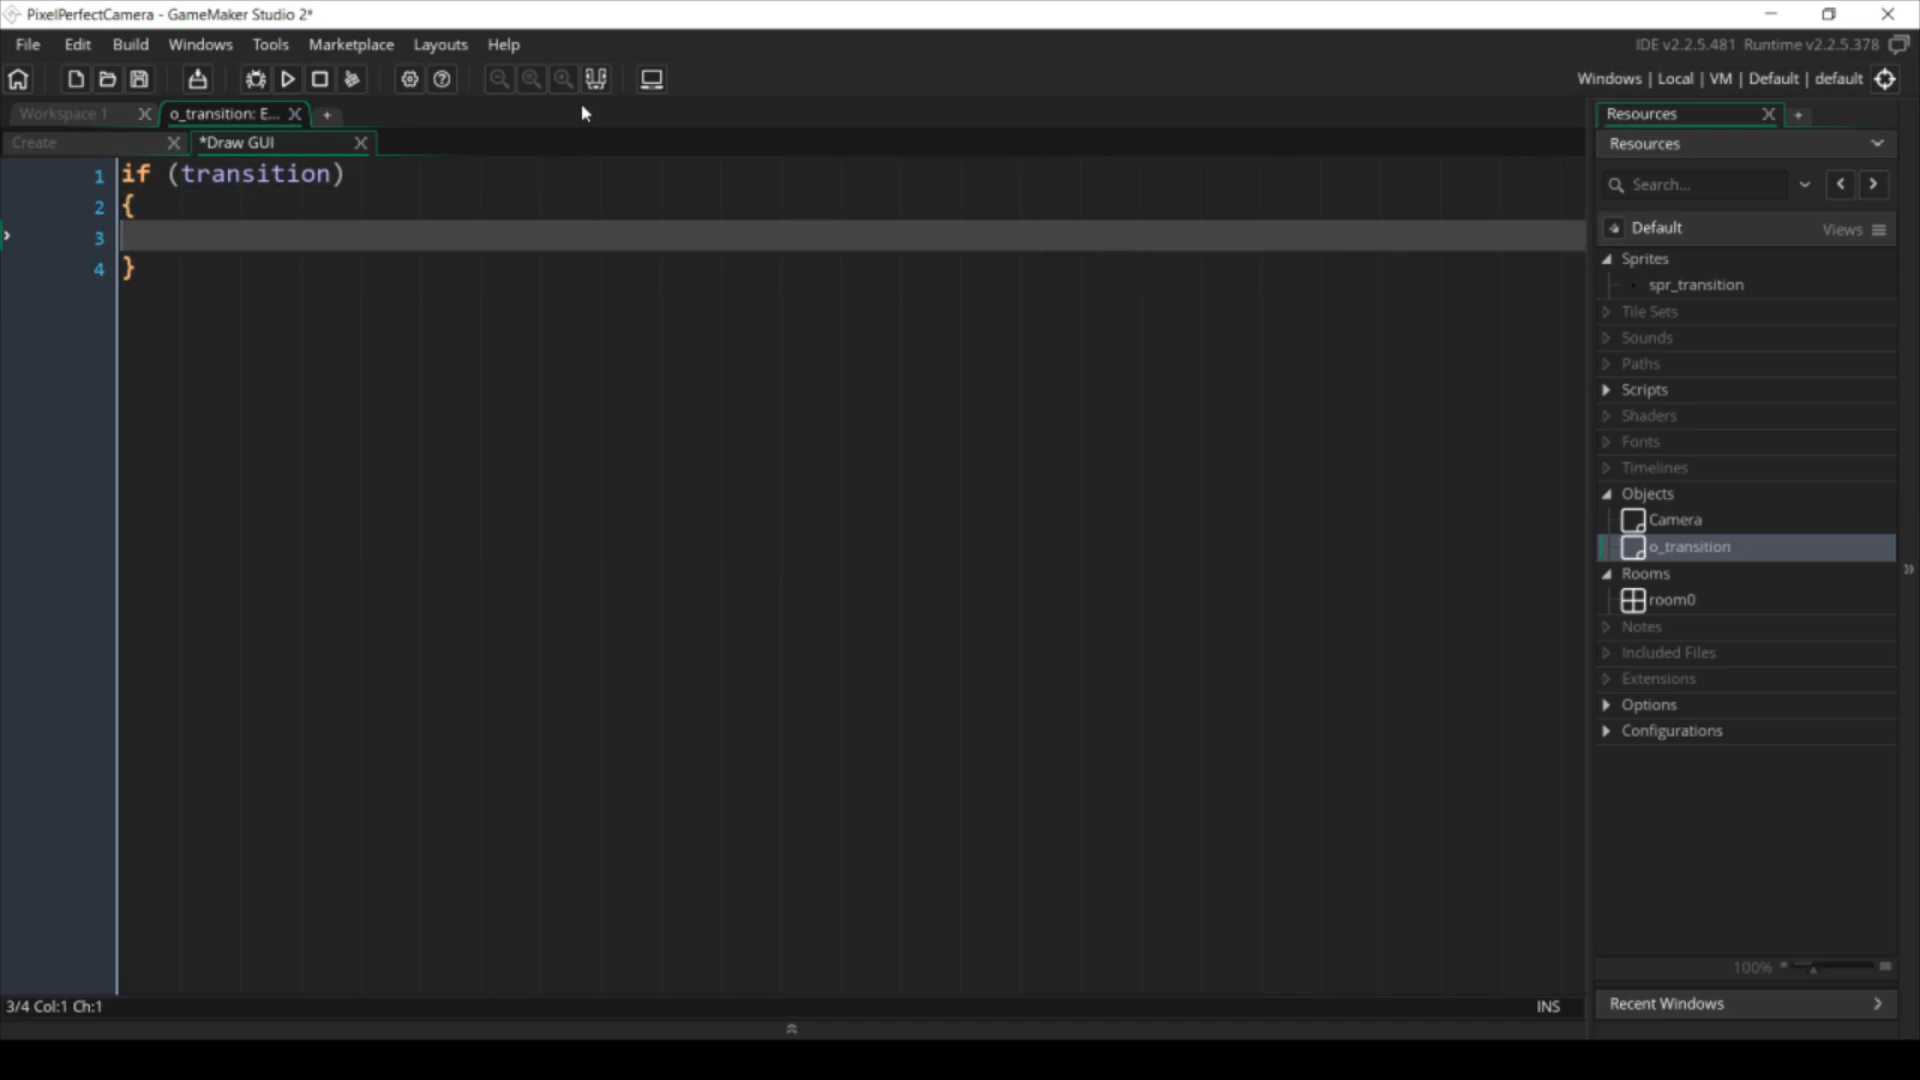 PixelPerfectCamera - GameMaker Studio 2*
File Edit Build Windows Tools Marketplace Layouts Help
IDE v2.2.5.481 Runtime v2.2.5.378
Windows | Local | VM | Default | default
Workspace 1
o_transition: E...
Resources
Create
*Draw GUI
Resources
1 if (transition)
2 {
3
4 }
Search...
Default
Views
Sprites
spr_transition
Tile Sets
Sounds
Paths
Scripts
Shaders
Fonts
Timelines
Objects
Camera
o_transition
Rooms
room0
Notes
Included Files
Extensions
Options
Configurations
100%
Recent Windows
3/4 Col:1 Ch:1
INS